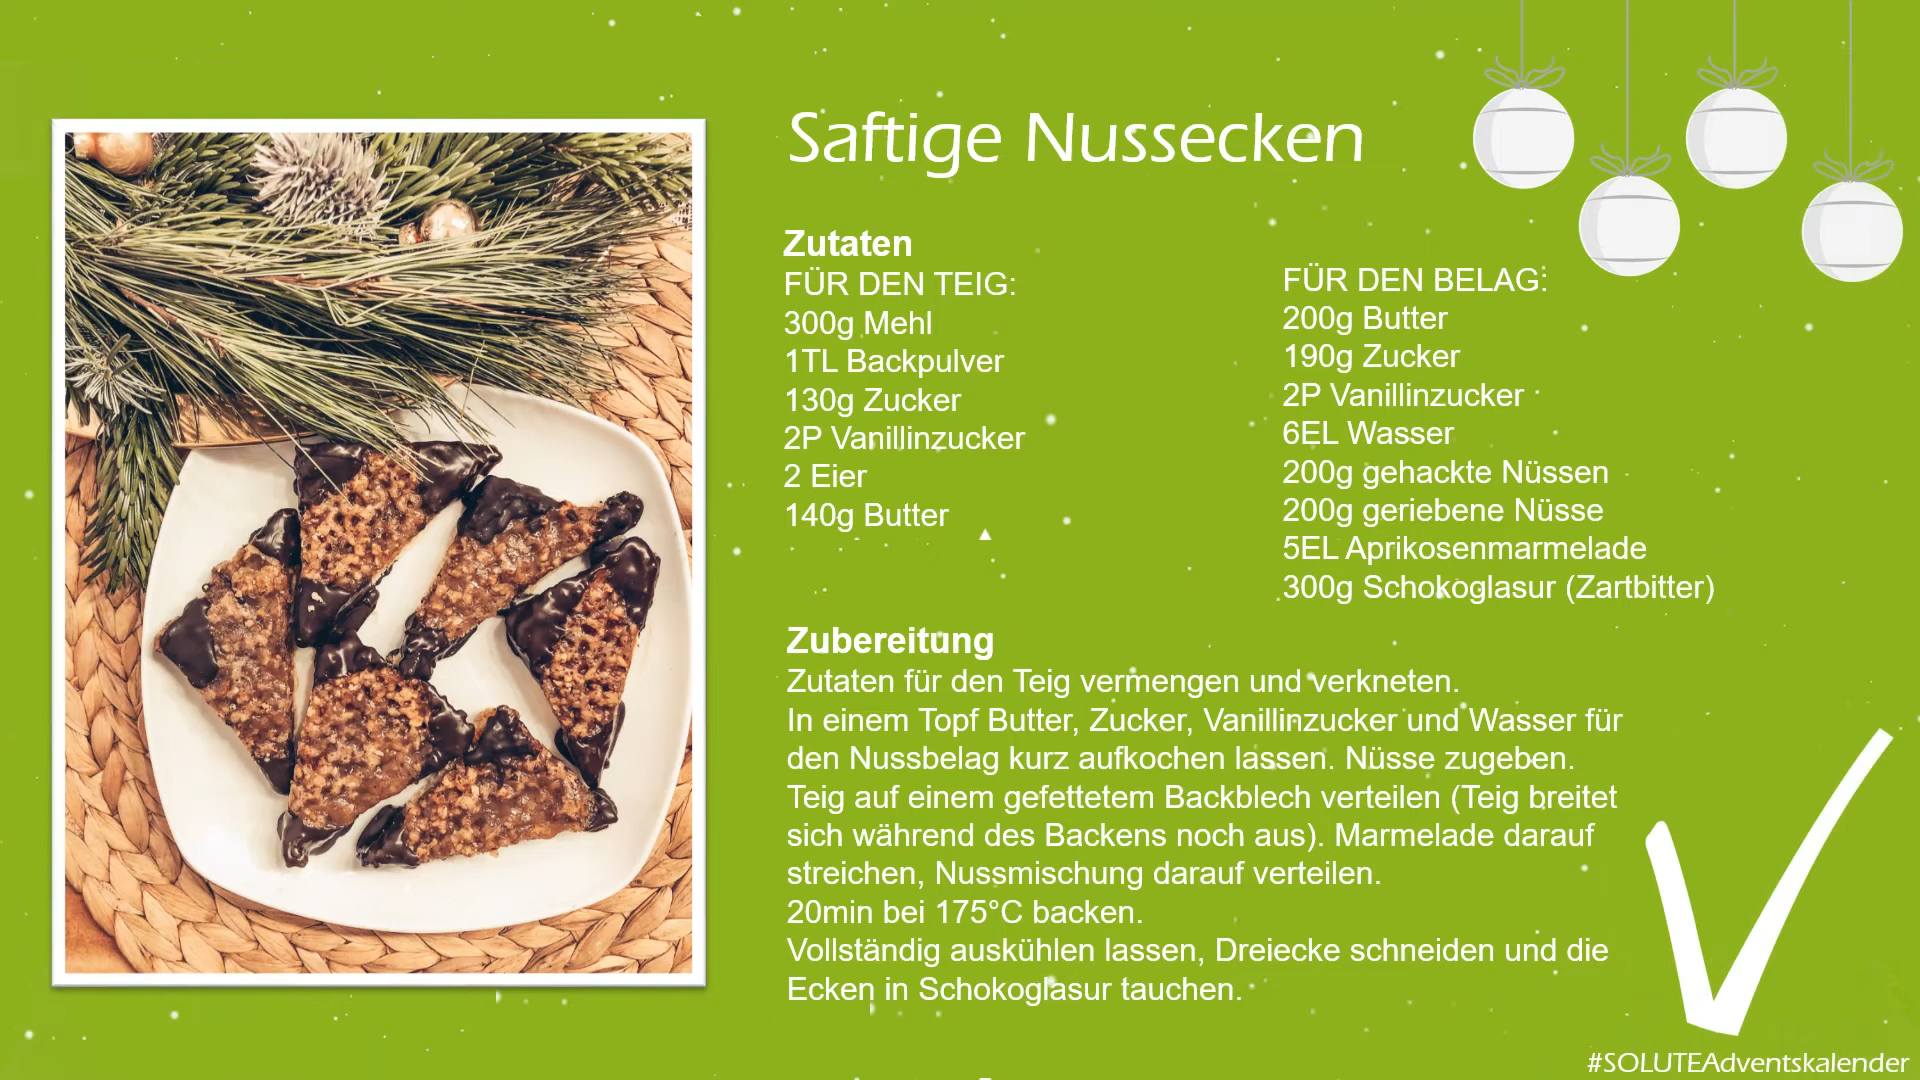 Saftige Nussecken
Zutaten
FÜR DEN TEIG:
300g Mehl
1TL Backpulver
130g Zucker
2P Vanillinzucker
2 Eier
140g Butter
FÜR DEN BELAG:
200g Butter
190g Zucker
2P Vanillinzucker
6EL Wasser
200g gehackte Nüssen
200g geriebene Nüsse
5EL Aprikosenmarmelade
300g Schokoglasur (Zartbitter)
Zubereitung
Zutaten für den Teig vermengen und verkneten.
In einem Topf Butter, Zucker, Vanillinzucker und Wasser für
den Nussbelag kurz aufkochen lassen. Nüsse zugeben.
Teig auf einem gefettetem Backblech verteilen (Teig breitet
sich während des Backens noch aus). Marmelade darauf
streichen, Nussmischung darauf verteilen.
20min bei 175°C backen.
Vollständig auskühlen lassen, Dreiecke schneiden und die
Ecken in Schokoglasur tauchen.
#SOLUTEAdventskalender